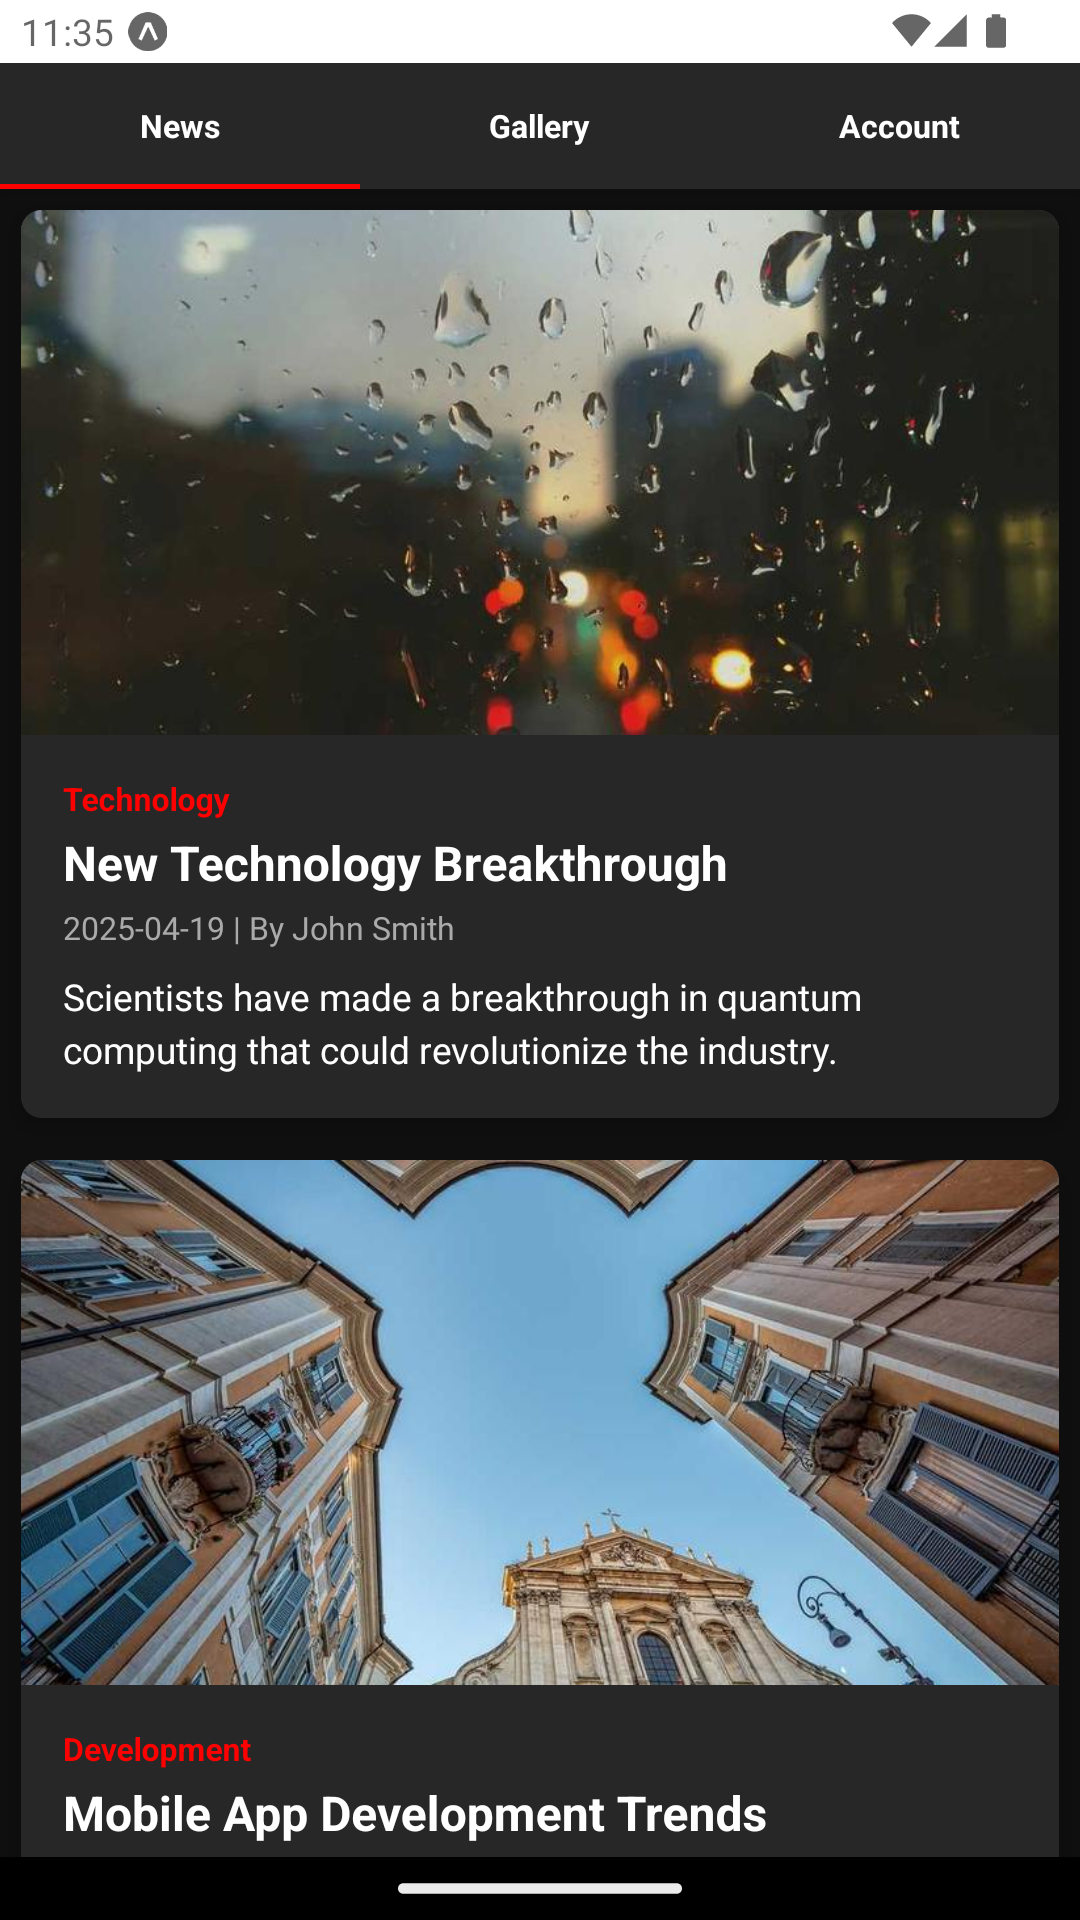 11:35
News Gallery Account
Technology
New Technology Breakthrough
2025-04-19 | By John Smith
Scientists have made a breakthrough in quantum
computing that could revolutionize the industry.
Development
Mobile App Development Trends